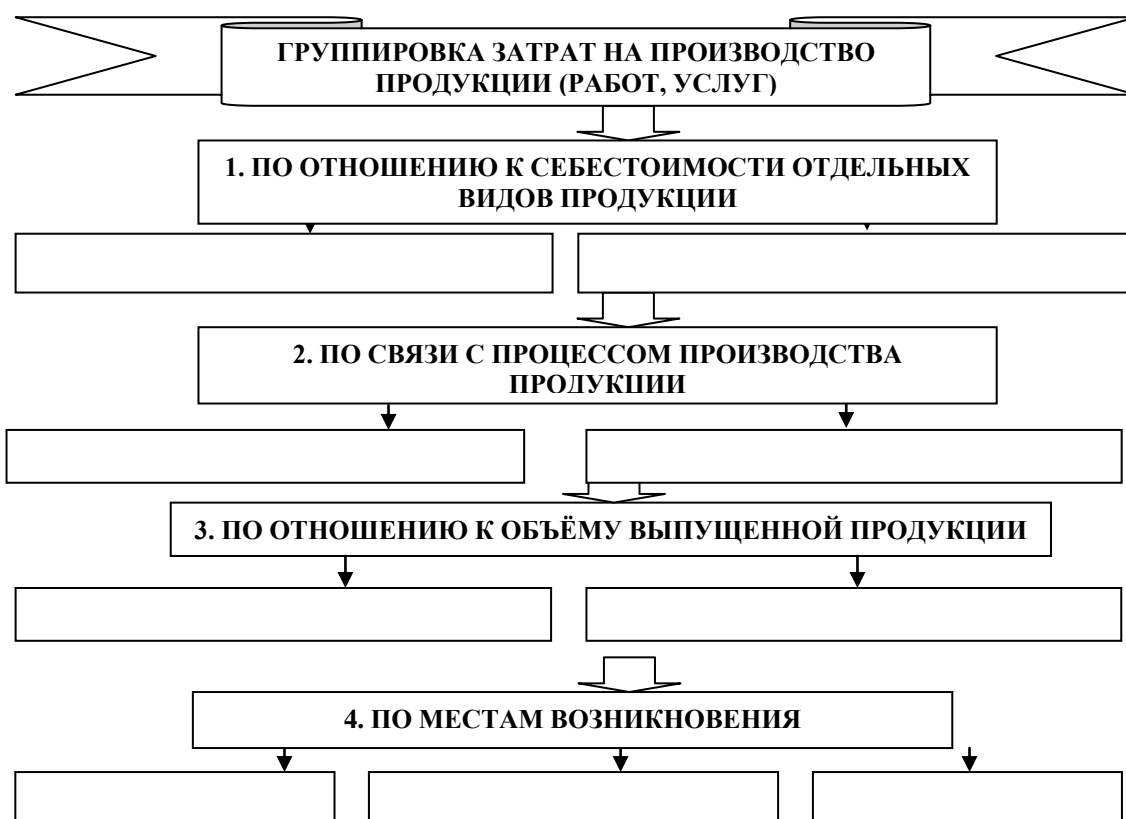 ГРУППИРОВКА ЗАТРАТ НА ПРОИЗВОДСТВО
ПРОДУКЦИИ (РАБОТ, УСЛУГ)
1. ПО ОТНОШЕНИЮ К СЕБЕСТОИМОСТИ ОТДЕЛЬНЫХ
ВИДОВ ПРОДУКЦИИ
2. ПО СВЯЗИ С ПРОЦЕССОМ ПРОИЗВОДСТВА
ПРОДУКЦИИ
3. ПО ОТНОШЕНИЮ К ОБЪЁМУ ВЫПУЩЕННОЙ ПРОДУКЦИИ
4. ПО МЕСТАМ ВОЗНИКНОВЕНИЯ